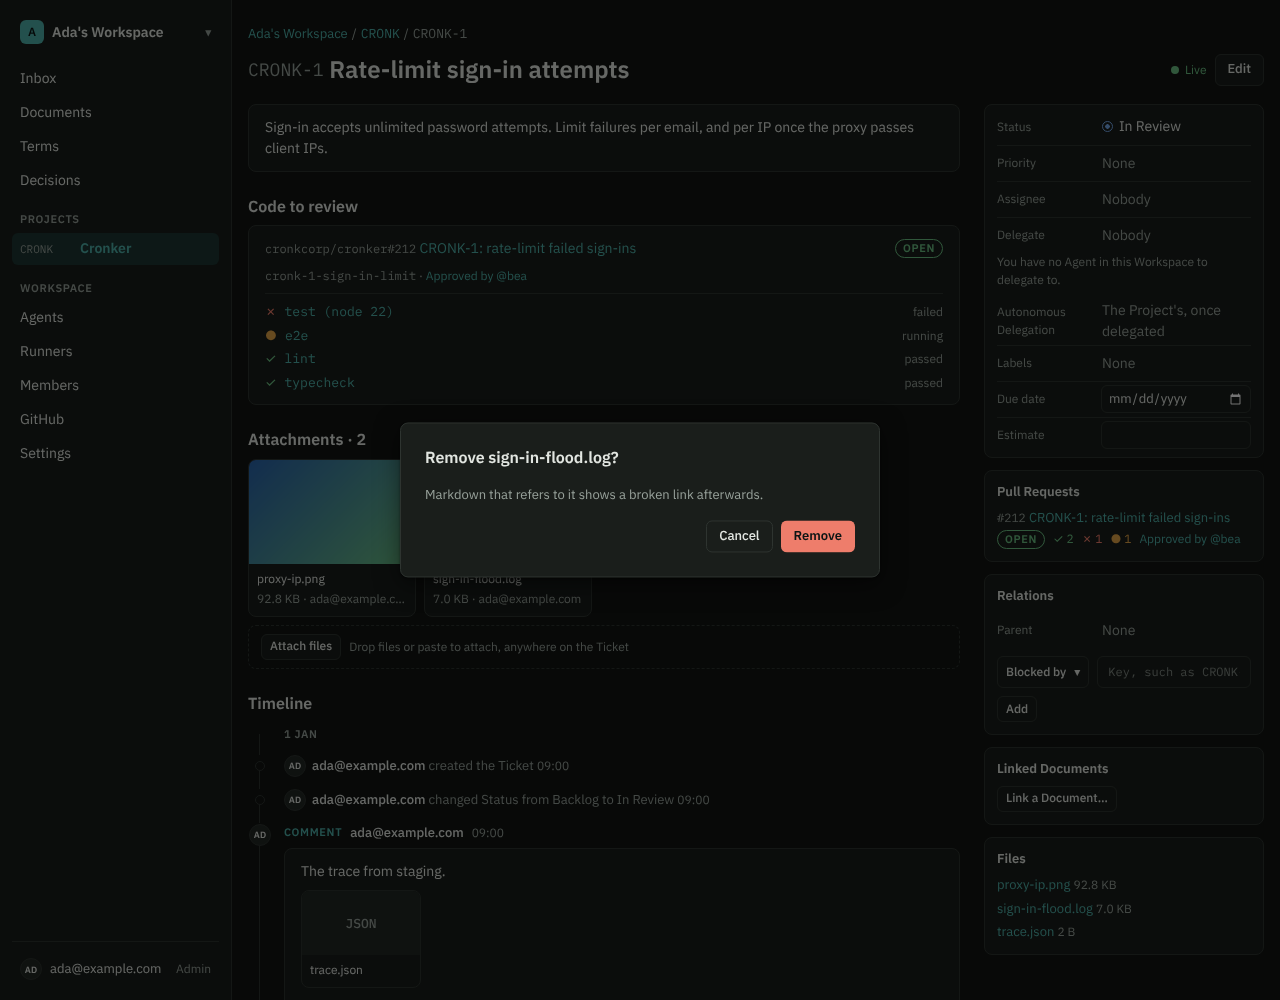 A Ada's Workspace ▾
Inbox
Documents
Terms
Decisions
PROJECTS
CRONK Cronker
WORKSPACE
Agents
Runners
Members
GitHub
Settings
AD ada@example.com Admin
Ada's Workspace / CRONK / CRONK-1
CRONK-1 Rate-limit sign-in attempts
Live Edit
Sign-in accepts unlimited password attempts. Limit failures per email, and per IP once the proxy passes
client IPs.
Code to review
cronkcorp/cronker#212 CRONK-1: rate-limit failed sign-ins OPEN
cronk-1-sign-in-limit · Approved by @bea
test (node 22) failed
e2e running
lint passed
typecheck passed
Attachments · 2
proxy-ip.png
92.8 KB · ada@example.c...
sign-in-flood.log
7.0 KB · ada@example.com
Attach files Drop files or paste to attach, anywhere on the Ticket
Remove sign-in-flood.log?
Markdown that refers to it shows a broken link afterwards.
Cancel Remove
Timeline
1 JAN
AD ada@example.com created the Ticket 09:00
AD ada@example.com changed Status from Backlog to In Review 09:00
AD COMMENT ada@example.com 09:00
The trace from staging.
JSON
trace.json
Status In Review
Priority None
Assignee Nobody
Delegate Nobody
You have no Agent in this Workspace to
delegate to.
Autonomous Delegation The Project's, once delegated
Labels None
Due date mm/dd/yyyy
Estimate
Pull Requests
#212 CRONK-1: rate-limit failed sign-ins
OPEN ✓ 2 ✕ 1 1 Approved by @bea
Relations
Parent None
Blocked by ▾ Key, such as CRONK
Add
Linked Documents
Link a Document...
Files
proxy-ip.png 92.8 KB
sign-in-flood.log 7.0 KB
trace.json 2 B